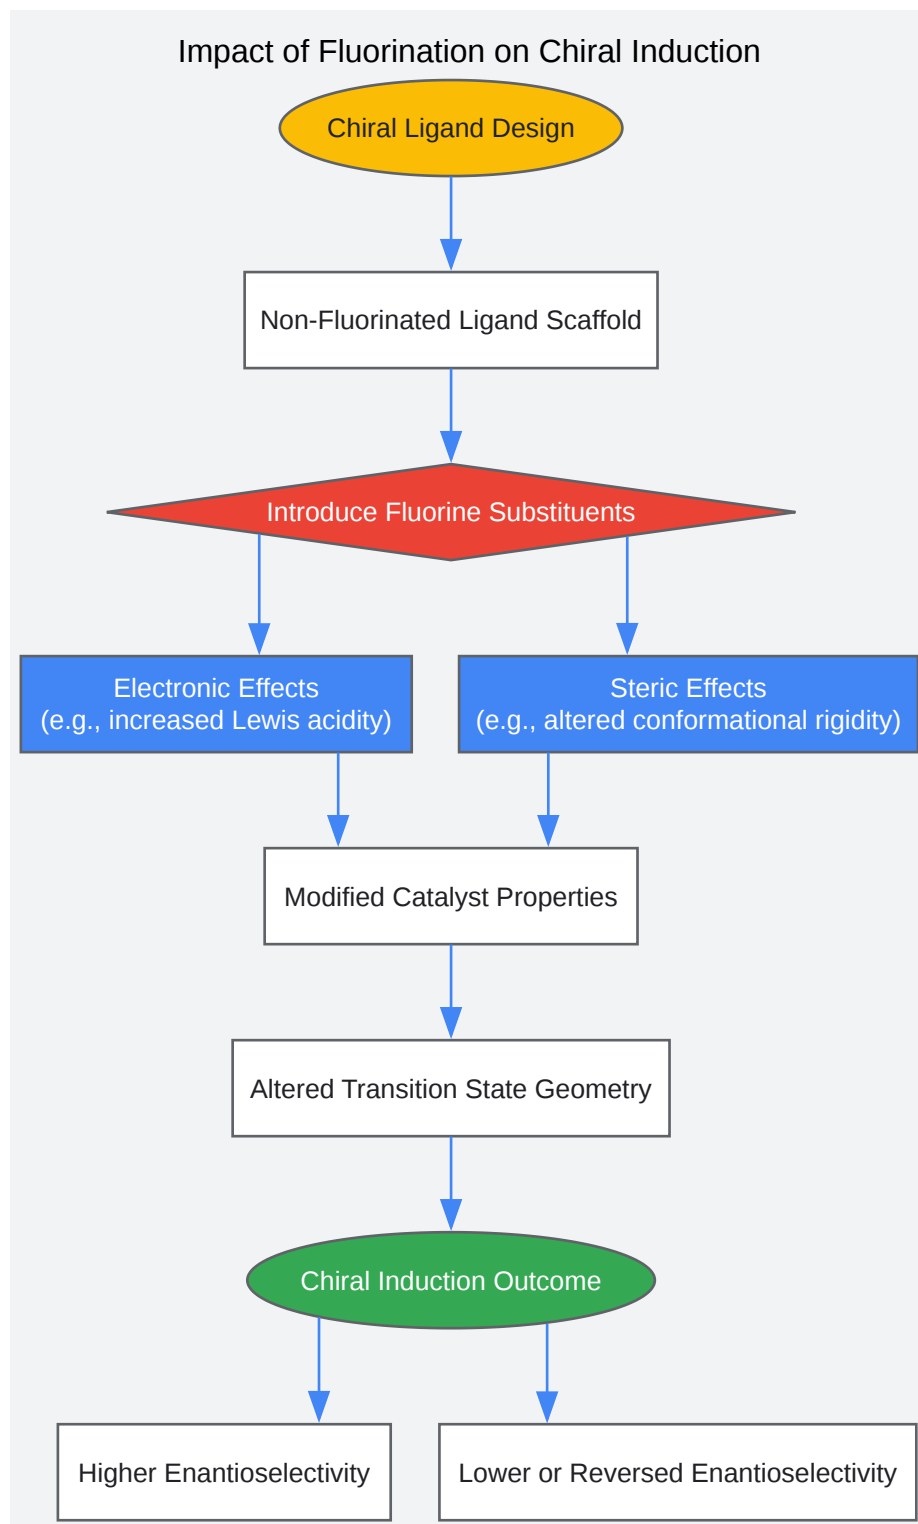 Impact of Fluorination on Chiral Induction
Chiral Ligand Design
Non-Fluorinated Ligand Scaffold
Introduce Fluorine Substituents
Electronic Effects
(e.g., increased Lewis acidity)
Steric Effects
(e.g., altered conformational rigidity)
Modified Catalyst Properties
Altered Transition State Geometry
Chiral Induction Outcome
Higher Enantioselectivity
Lower or Reversed Enantioselectivity